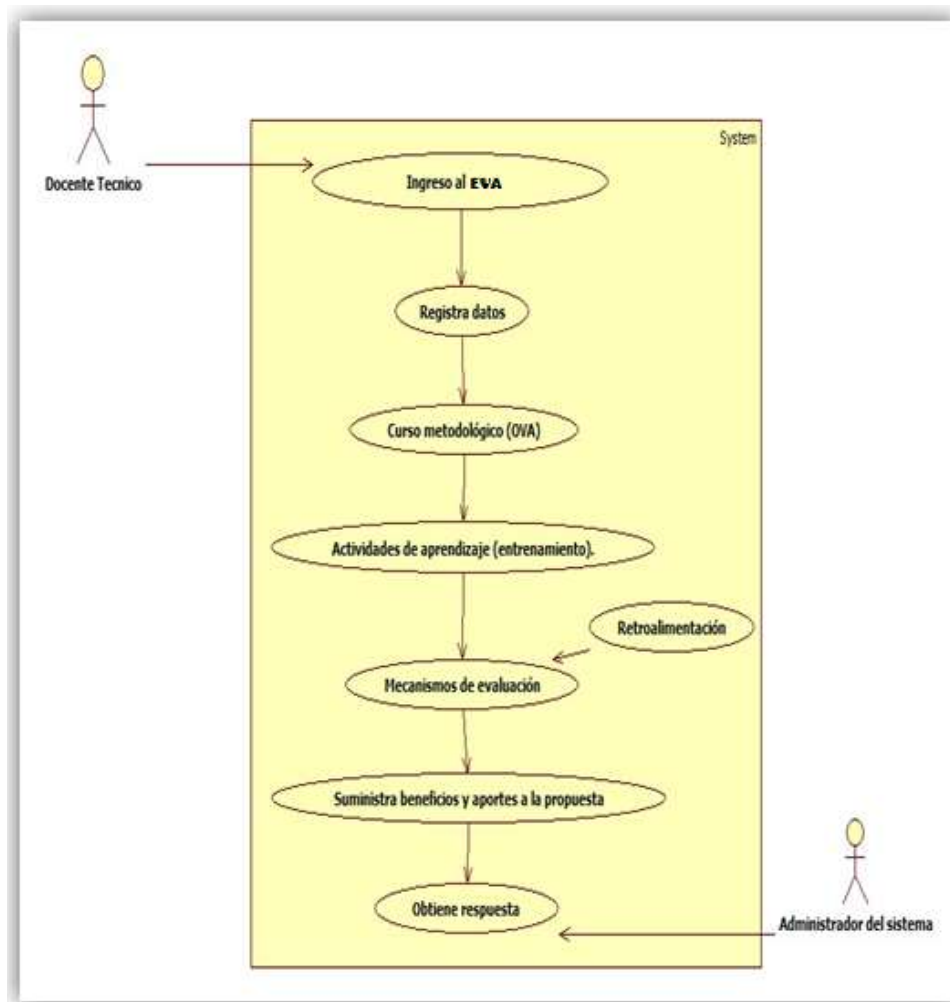 System
Docente Tecnico
Ingreso al EVA
Registra datos
Curso metodológico (OVA)
Actividades de aprendizaje (entrenamiento).
Retroalimentación
Mecanismos de evaluación
Suministra beneficios y aportes a la propuesta
Obtiene respuesta
Administrador del sistema